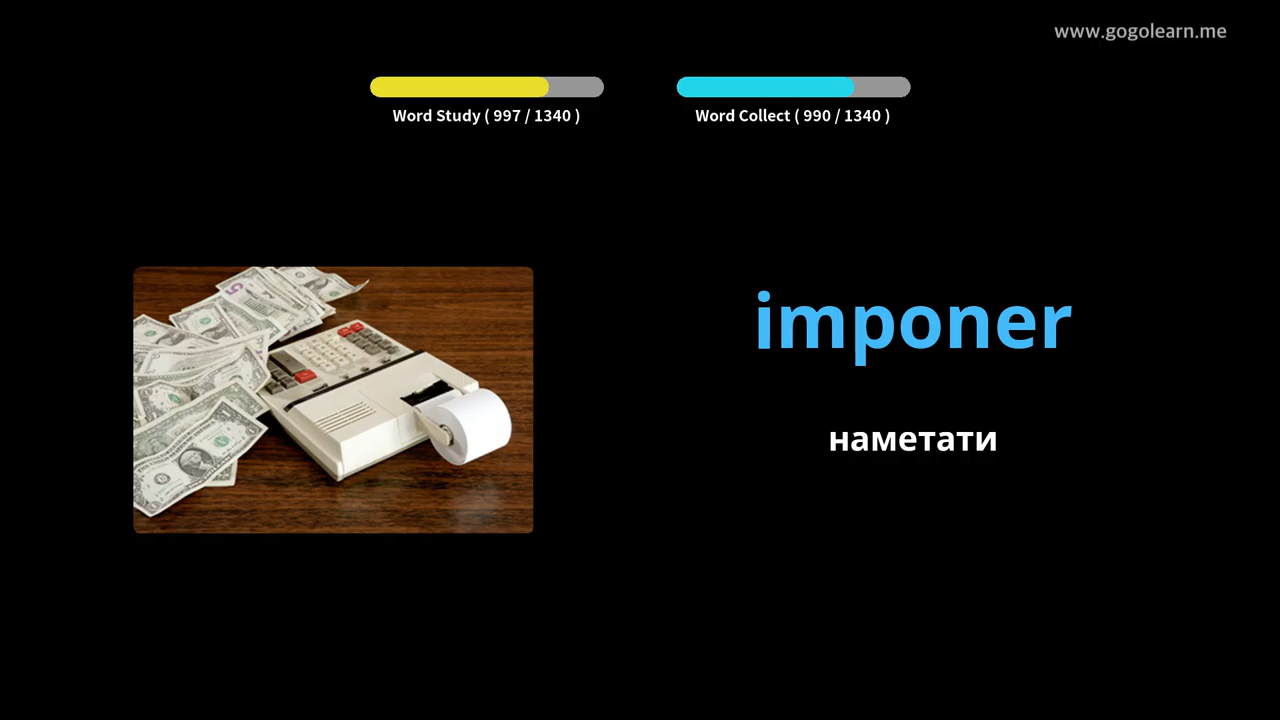 www.gogolearn.me
Word Study ( 997 / 1340 )
Word Collect ( 990 / 1340 )
imponer
наметати